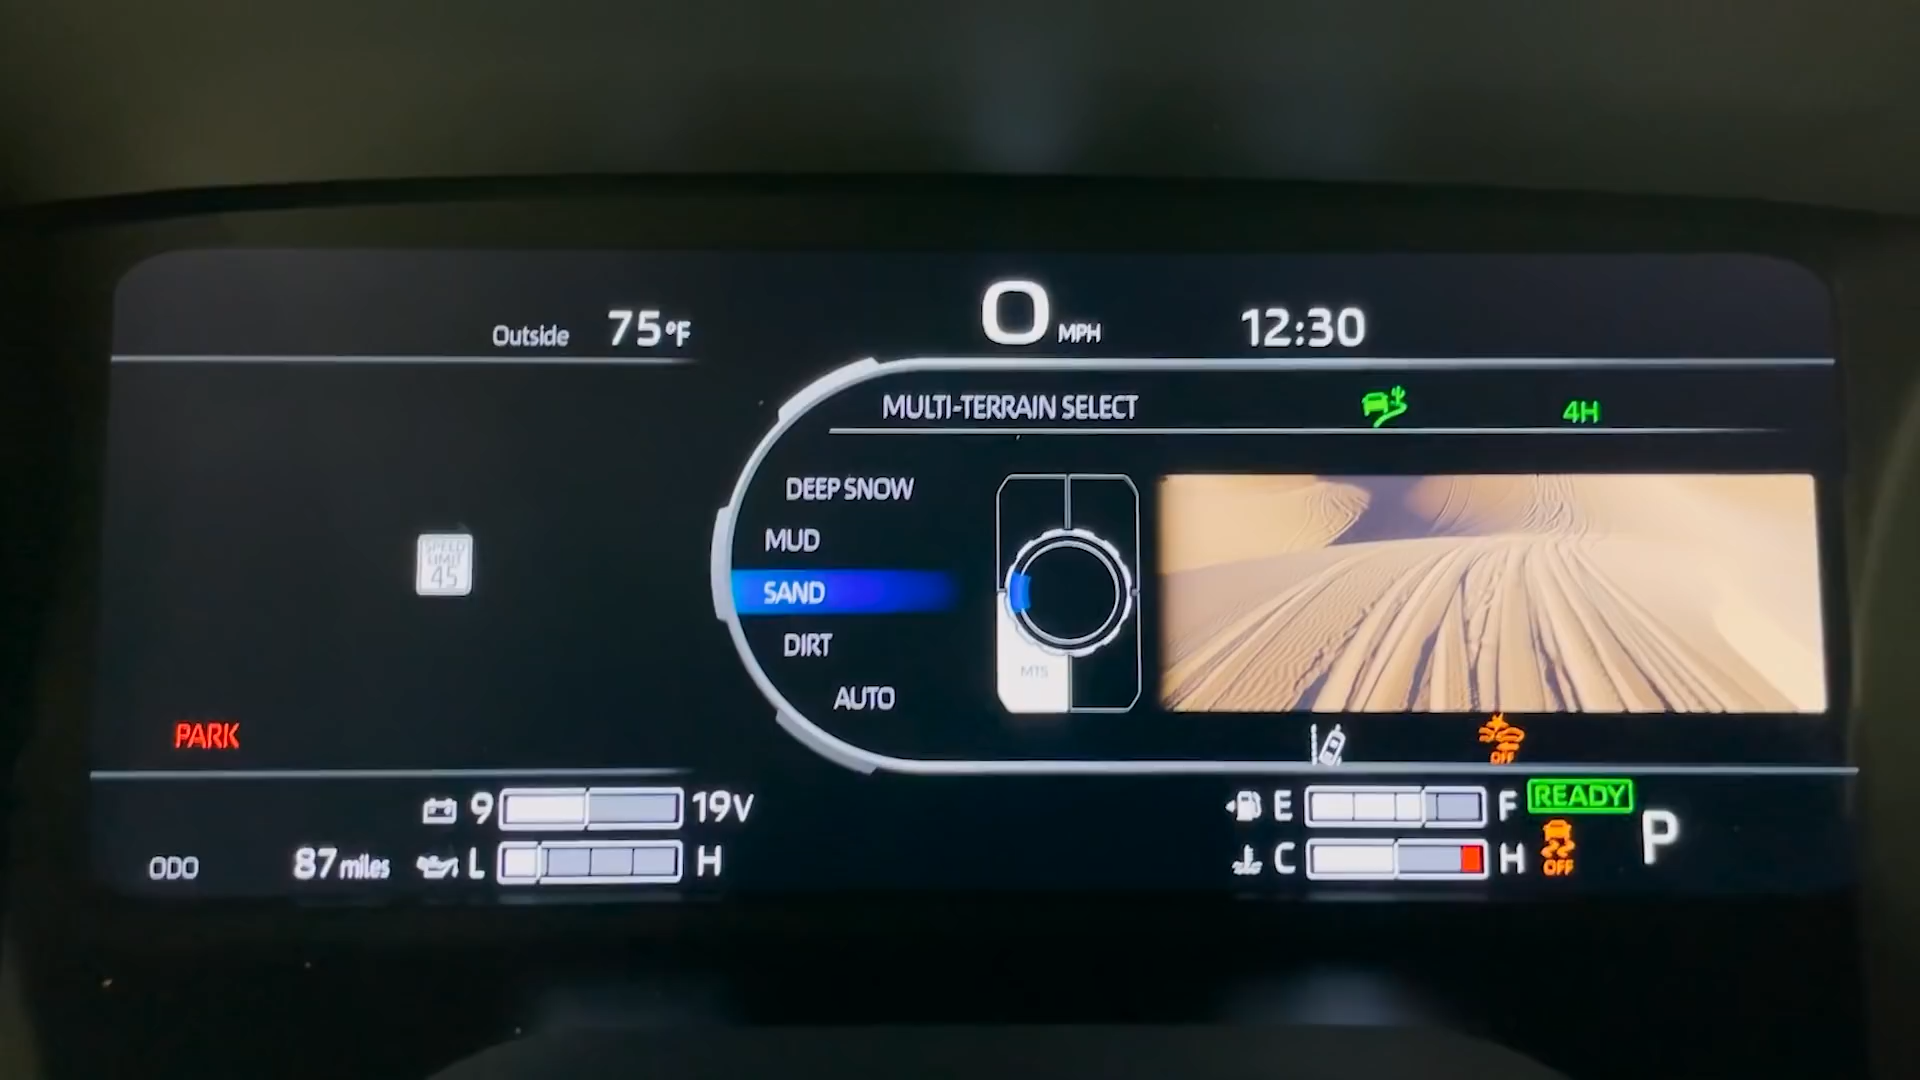 Outside 75°F
0 MPH
12:30
MULTI-TERRAIN SELECT
4H
DEEP SNOW
MUD
SAND
DIRT
AUTO
MTS
SPEED
LIMIT
45
PARK
OFF
9 19V
E F
READY
P
ODO 87 miles
L H
C H
OFF